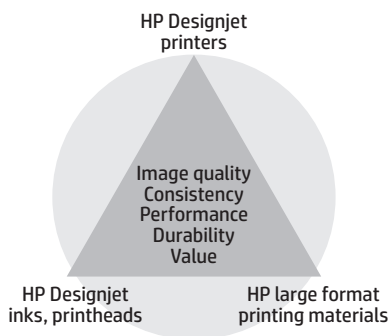 HP Designjet
printers
Image quality
Consistency
Performance
Durability
Value
HP Designjet
inks, printheads
HP large format
printing materials